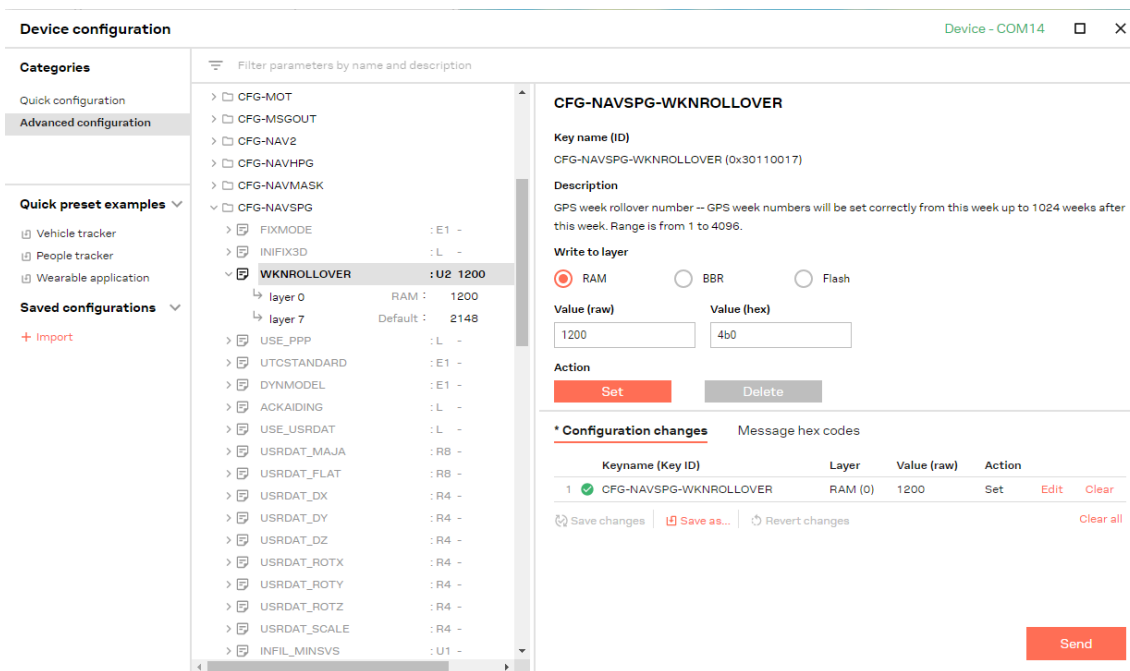 Device configuration
Device - COM14
Categories
Quick configuration
Advanced configuration
Quick preset examples
Vehicle tracker
People tracker
Wearable application
Saved configurations
+ Import
Filter parameters by name and description
CFG-MOT
CFG-MSGOUT
CFG-NAV2
CFG-NAVHPG
CFG-NAVMASK
CFG-NAVSPG
FIXMODE : E1 -
INIFIX3D : L -
WKNROLLOVER : U2 1200
layer 0 RAM : 1200
layer 7 Default : 2148
USE_PPP : L -
UTCSTANDARD : E1 -
DYNMODEL : E1 -
ACKAIDING : L -
USE_USRDAT : L -
USRDAT_MAJA : R8 -
USRDAT_FLAT : R8 -
USRDAT_DX : R4 -
USRDAT_DY : R4 -
USRDAT_DZ : R4 -
USRDAT_ROTX : R4 -
USRDAT_ROTY : R4 -
USRDAT_ROTZ : R4 -
USRDAT_SCALE : R4 -
INFIL_MINSVS : U1 -
CFG-NAVSPG-WKNROLLOVER
Key name (ID)
CFG-NAVSPG-WKNROLLOVER (0x30110017)
Description
GPS week rollover number -- GPS week numbers will be set correctly from this week up to 1024 weeks after
this week. Range is from 1 to 4096.
Write to layer
RAM BBR Flash
Value (raw) Value (hex)
1200 4b0
Action
Set Delete
* Configuration changes Message hex codes
Keyname (Key ID) Layer Value (raw) Action
1 CFG-NAVSPG-WKNROLLOVER RAM (0) 1200 Set Edit Clear
Save changes Save as... Revert changes Clear all
Send